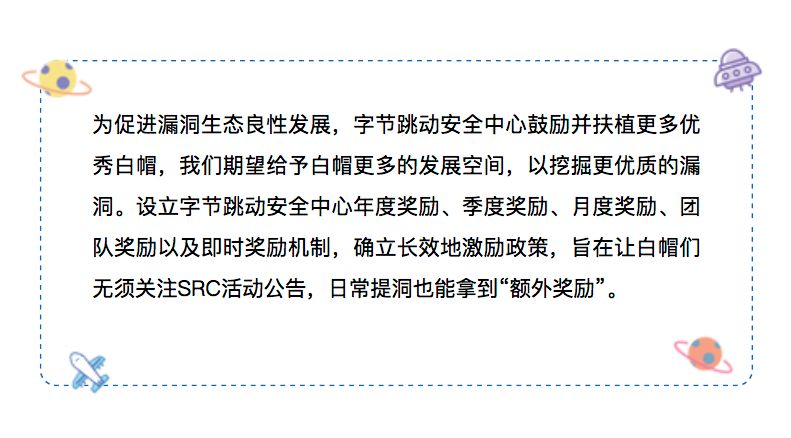 为促进漏洞生态良性发展，字节跳动安全中心鼓励并扶植更多优
秀白帽，我们期望给予白帽更多的发展空间，以挖掘更优质的漏
洞。设立字节跳动安全中心年度奖励、季度奖励、月度奖励、团
队奖励以及即时奖励机制，确立长效地激励政策，旨在让白帽们
无须关注SRC活动公告，日常提洞也能拿到“额外奖励”。